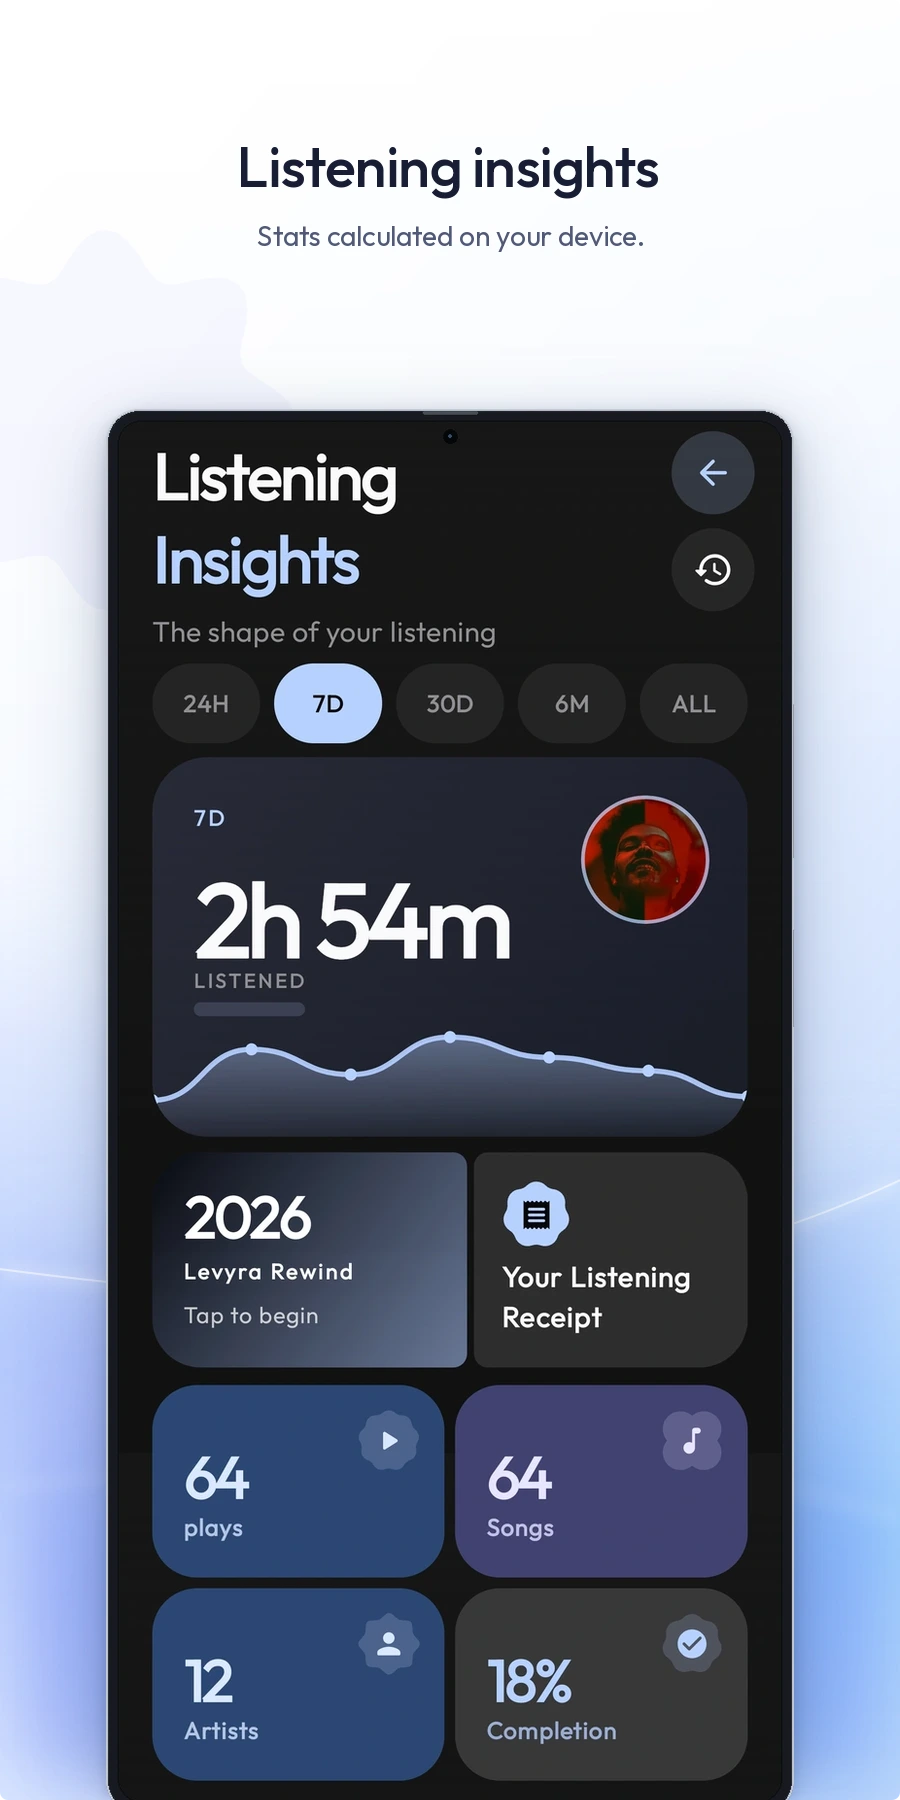 Listening insights
Stats calculated on your device.
Listening
Insights
The shape of your listening
24H
7D
30D
6M
ALL
7D
2h 54m
LISTENED
2026
Levyra Rewind
Tap to begin
Your Listening
Receipt
64
plays
64
Songs
12
Artists
18%
Completion